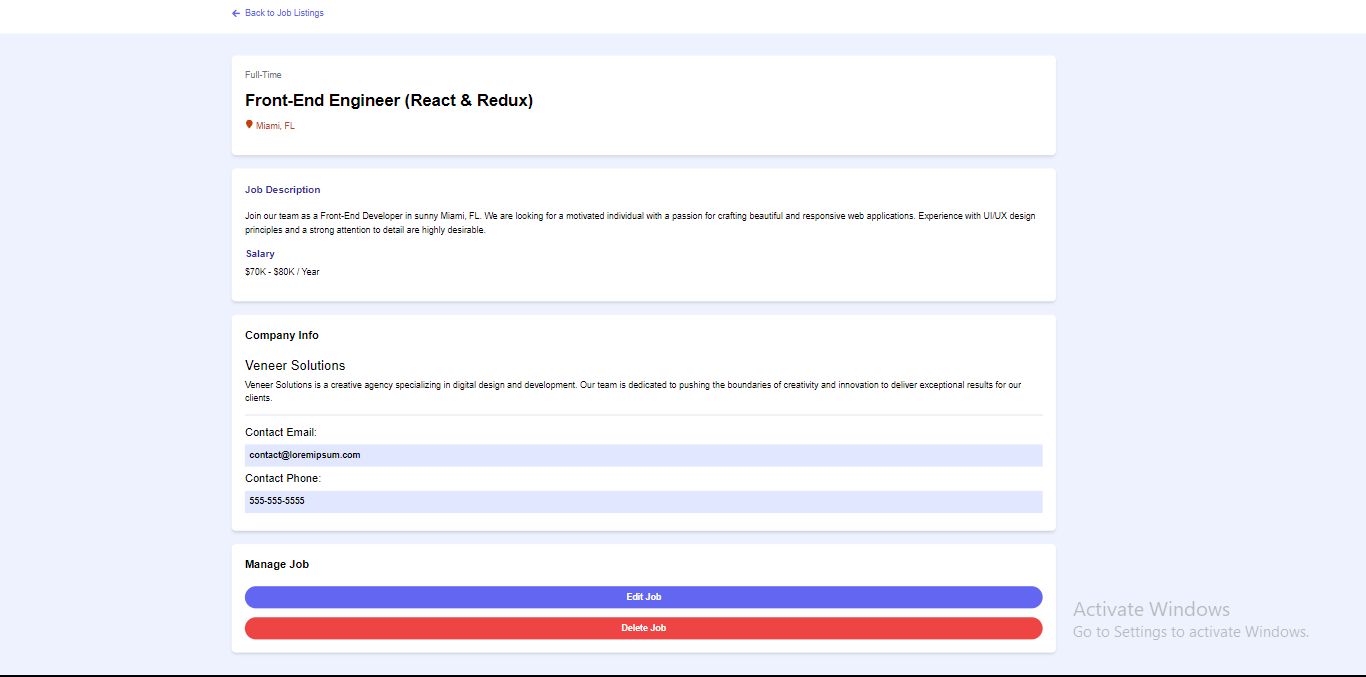 Back to Job Listings
Full-Time
Front-End Engineer (React & Redux)
Miami, FL
Job Description
Join our team as a Front-End Developer in sunny Miami, FL. We are looking for a motivated individual with a passion for crafting beautiful and responsive web applications. Experience with UI/UX design
principles and a strong attention to detail are highly desirable.
Salary
$70K - $80K / Year
Company Info
Veneer Solutions
Veneer Solutions is a creative agency specializing in digital design and development. Our team is dedicated to pushing the boundaries of creativity and innovation to deliver exceptional results for our
clients.
Contact Email:
contact@loremipsum.com
Contact Phone:
555-555-5555
Manage Job
Edit Job
Delete Job
Activate Windows
Go to Settings to activate Windows.